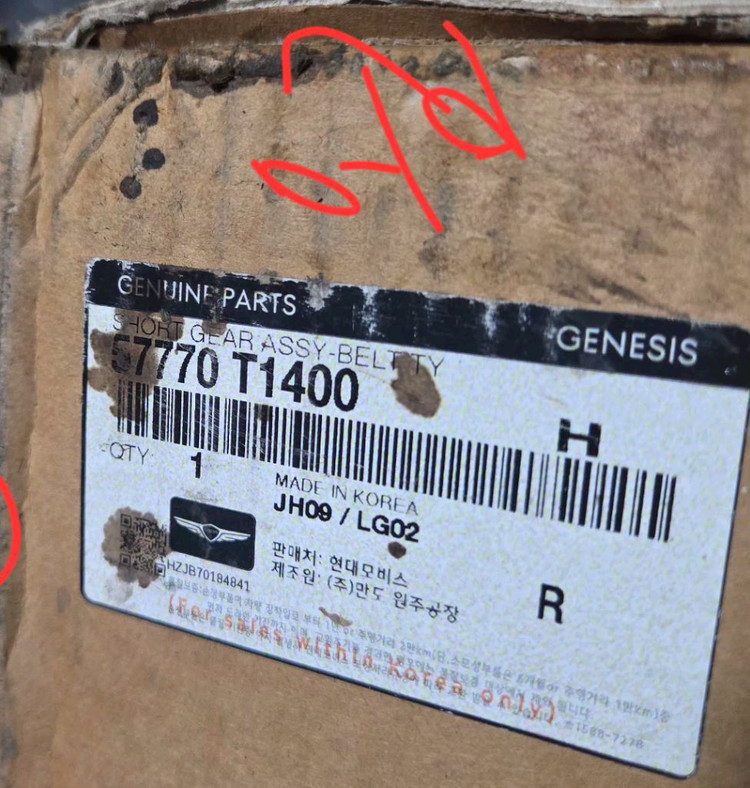 GENUINE PARTS
GENESIS
SHORT GEAR ASSY-BELT TY
57770 T1400
H
QTY 1
MADE IN KOREA
JH09 / LG02
판매처: 현대모비스
제조원: (주)만도 원주공장
HZJB70184841
R
(For sales within Korea only)
☎1588-7278